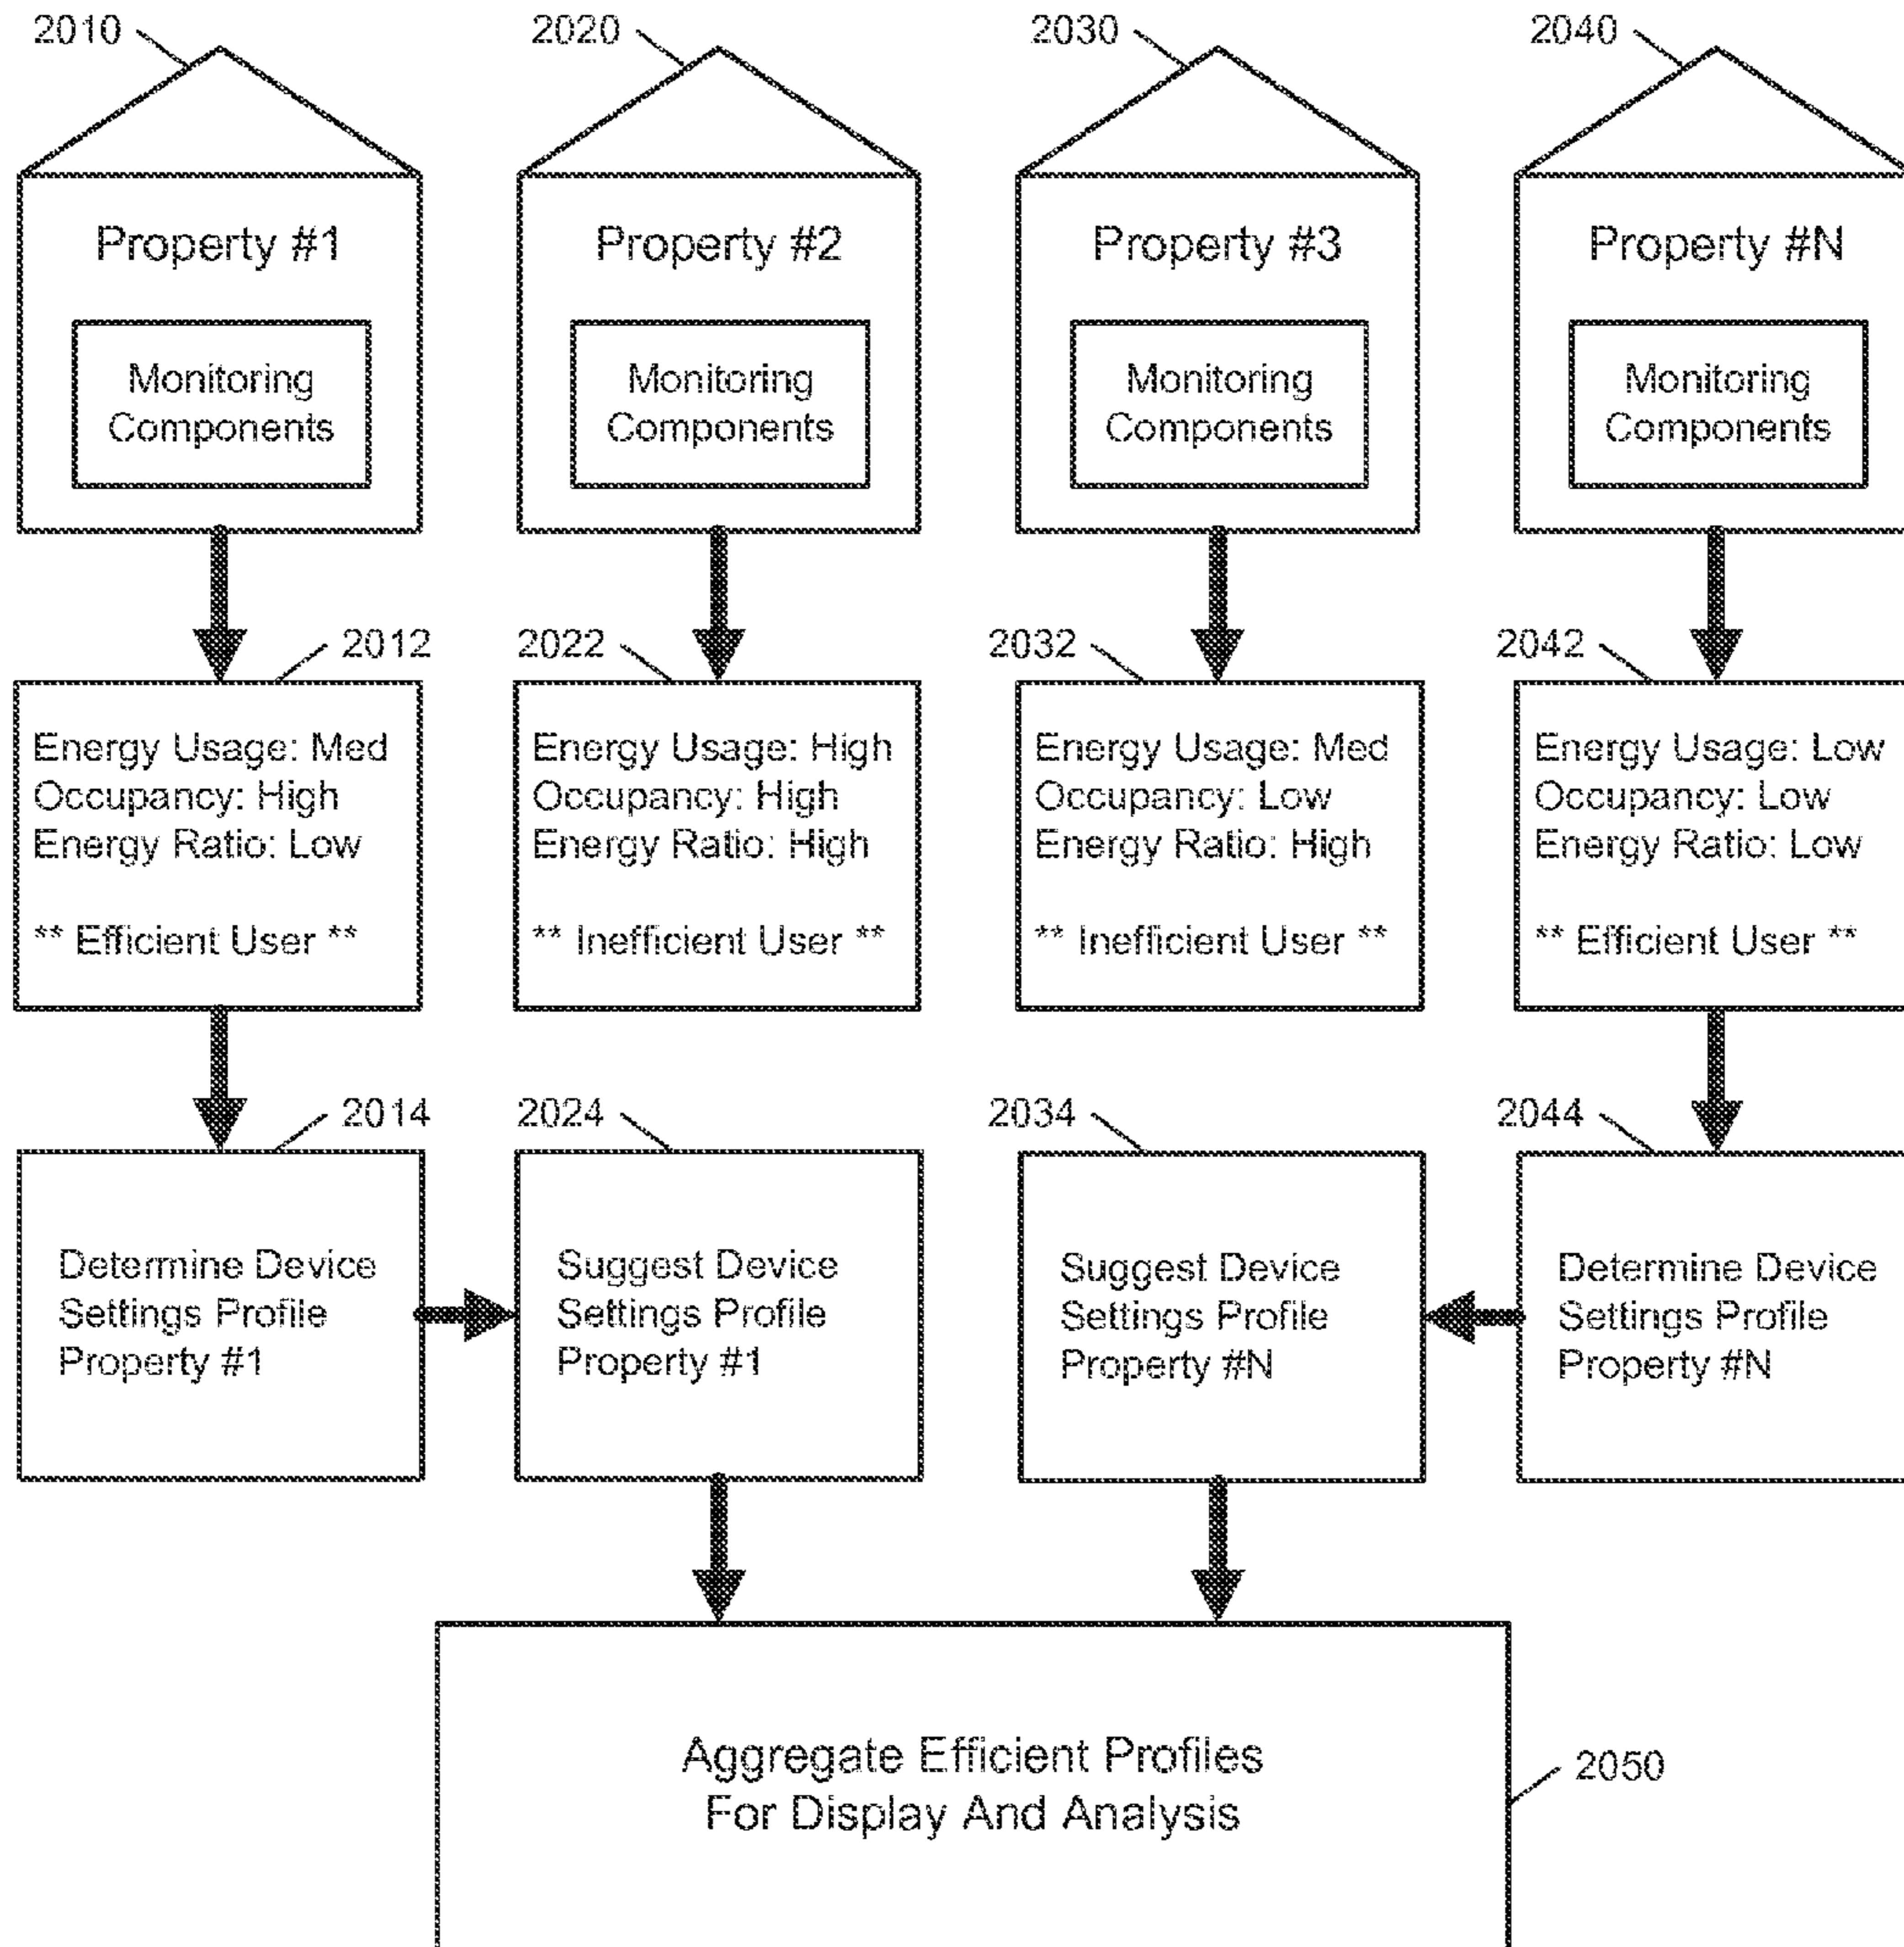 2010
2020
2030
2040
Property #1
Property #2
Property #3
Property #N
Monitoring
Components
Monitoring
Components
Monitoring
Components
Monitoring
Components
2012
2022
2032
2042
Energy Usage: Med
Occupancy: High
Energy Ratio: Low
** Efficient User **
Energy Usage: High
Occupancy: High
Energy Ratio: High
** Inefficient User **
Energy Usage: Med
Occupancy: Low
Energy Ratio: High
** Inefficient User **
Energy Usage: Low
Occupancy: Low
Energy Ratio: Low
** Efficient User **
2014
2024
2034
2044
Determine Device
Settings Profile
Property #1
Suggest Device
Settings Profile
Property #1
Suggest Device
Settings Profile
Property #N
Determine Device
Settings Profile
Property #N
Aggregate Efficient Profiles
For Display And Analysis
2050